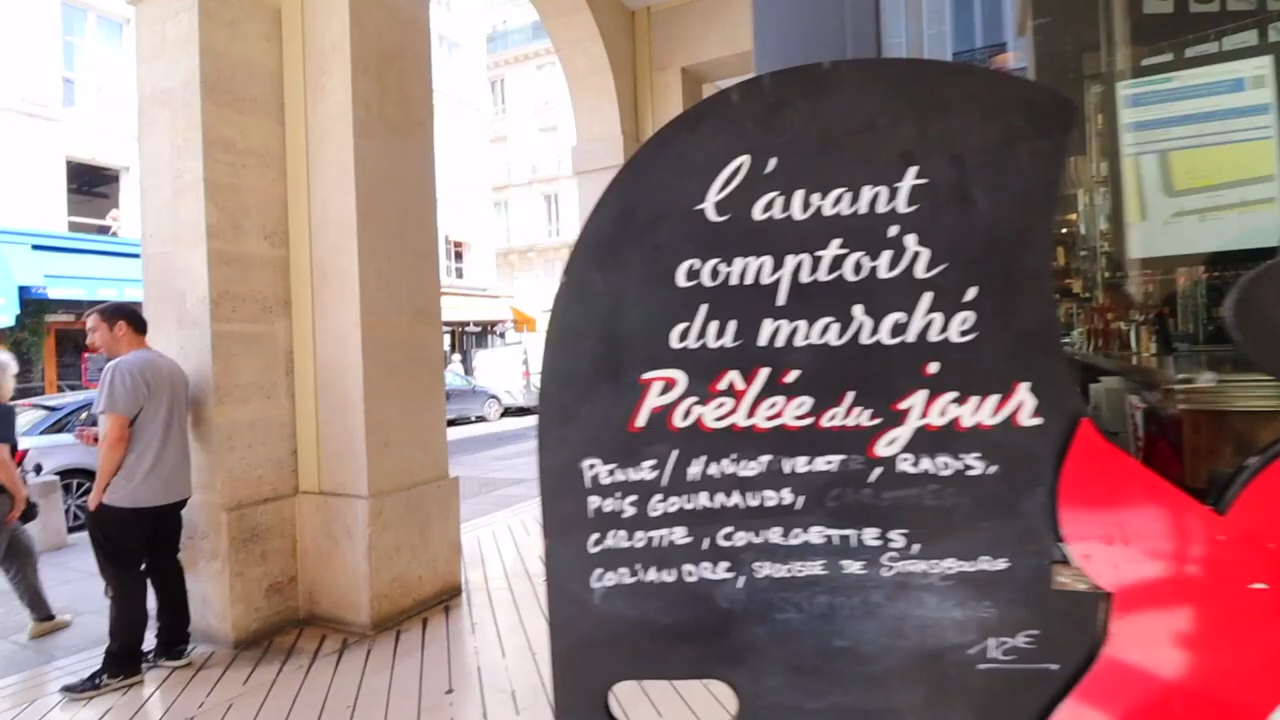 l'avant
comptoir
du marché
Poêlée du jour
PENNE/ HARICOT VERT, RADIS,
POIS GOURMAUDS,
CAROTTE, COURGETTES,
CORIANDRE, SAUCISSE DE STRASBOURG
12€